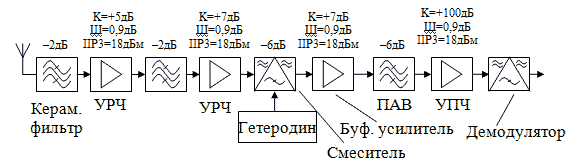 К=+5дБ
Ш=0,9дБ
ПР3=18дБм
К=+7дБ
Ш=0,9дБ
ПР3=18дБм
К=+7дБ
Ш=0,9дБ
ПР3=18дБм
К=+100дБ
Ш=0,9дБ
ПР3=18дБм
–2дБ
–2дБ
–6дБ
–6дБ
Керам.
фильтр
УРЧ
УРЧ
ПАВ
УПЧ
Гетеродин
Буф. усилитель
Демодулятор
Смеситель